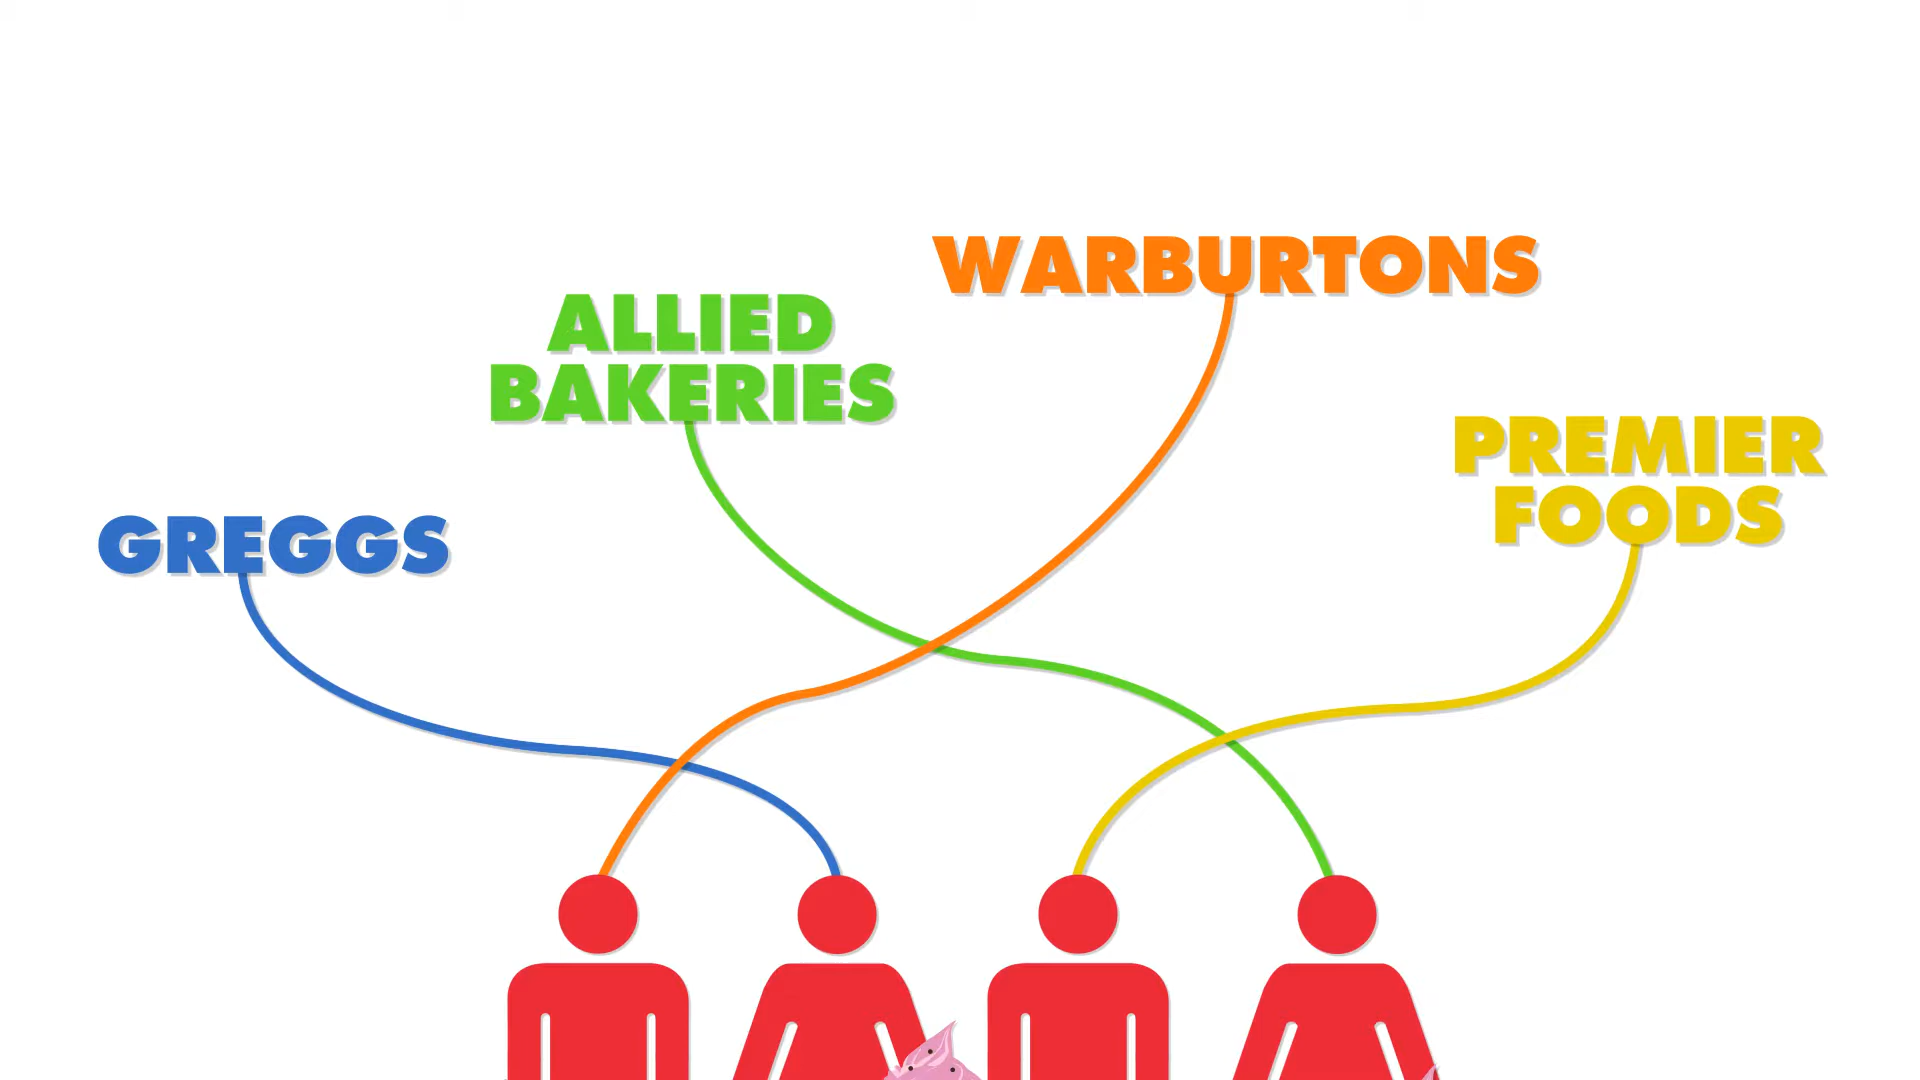 GREGGS
ALLIED
BAKERIES
WARBURTONS
PREMIER
FOODS